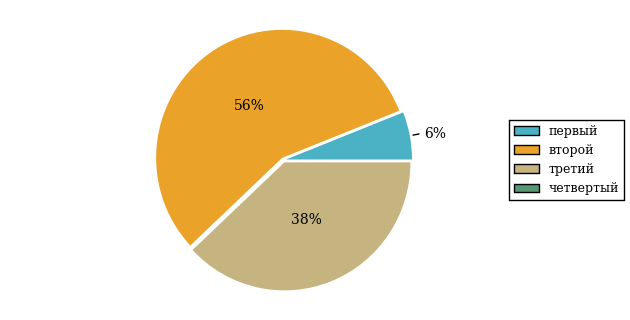 56%
6%
38%
первый
второй
третий
четвертый